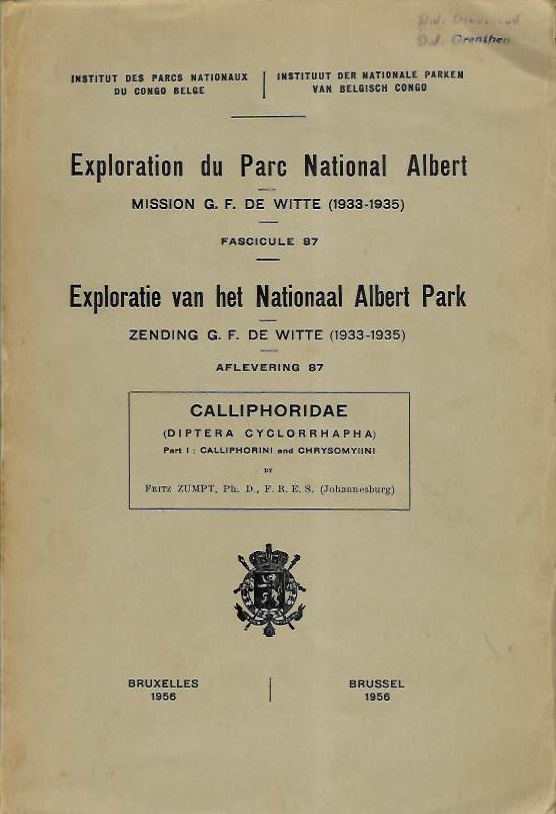 D.J.
D.J.
INSTITUT DES PARCS NATIONAUX
DU CONGO BELGE
INSTITUUT DER NATIONALE PARKEN
VAN BELGISCH CONGO
Exploration du Parc National Albert
MISSION G. F. DE WITTE (1933-1935)
FASCICULE 87
Exploratie van het Nationaal Albert Park
ZENDING G. F. DE WITTE (1933-1935)
AFLEVERING 87
CALLIPHORIDAE
(DIPTERA CYCLORRHAPHA)
Part I : CALLIPHORINI and CHRYSOMYIINI
BY
FRITZ ZUMPT, Ph. D., F. R. E. S. (Johannesburg)
BRUXELLES
1956
BRUSSEL
1956